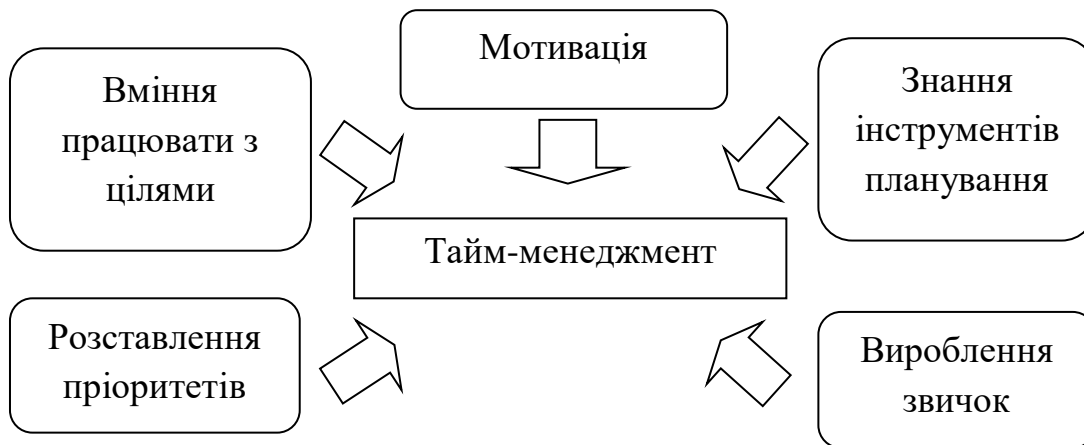 Мотивація
Вміння
працювати з
цілями
Знання
інструментів
планування
Тайм-менеджмент
Розставлення
пріоритетів
Вироблення
звичок